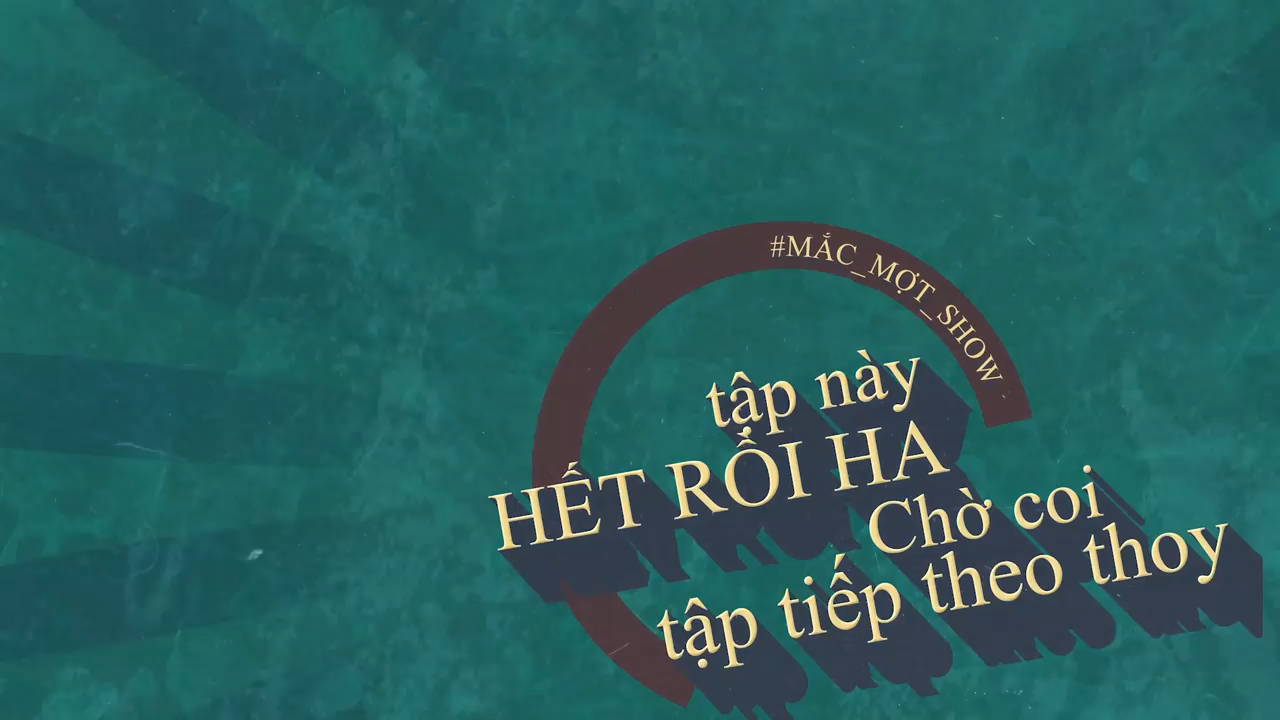 #MẮC_MỢT_SHOW
tập này
HẾT RỒI HA
Chờ coi
tập tiếp theo thoy